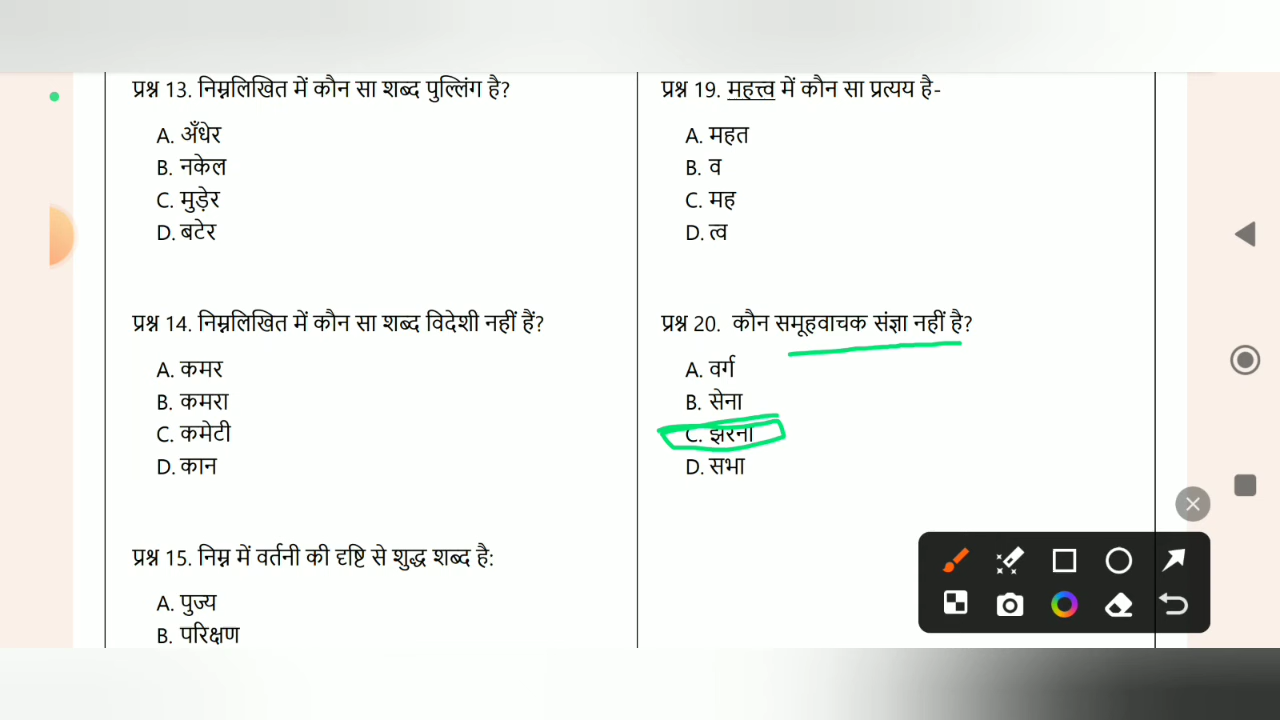 प्रश्न 13. निम्नलिखित में कौन सा शब्द पुल्लिंग है?
A. अँधेर
B. नकेल
C. मुड़ेर
D. बटेर
प्रश्न 14. निम्नलिखित में कौन सा शब्द विदेशी नहीं हैं?
A. कमर
B. कमरा
C. कमेटी
D. कान
प्रश्न 15. निम्न में वर्तनी की दृष्टि से शुद्ध शब्द है:
A. पुज्य
B. परिक्षण
प्रश्न 19. महत्त्व में कौन सा प्रत्यय है-
A. महत
B. व
C. मह
D. त्व
प्रश्न 20. कौन समूहवाचक संज्ञा नहीं है?
A. वर्ग
B. सेना
C. झरना
D. सभा